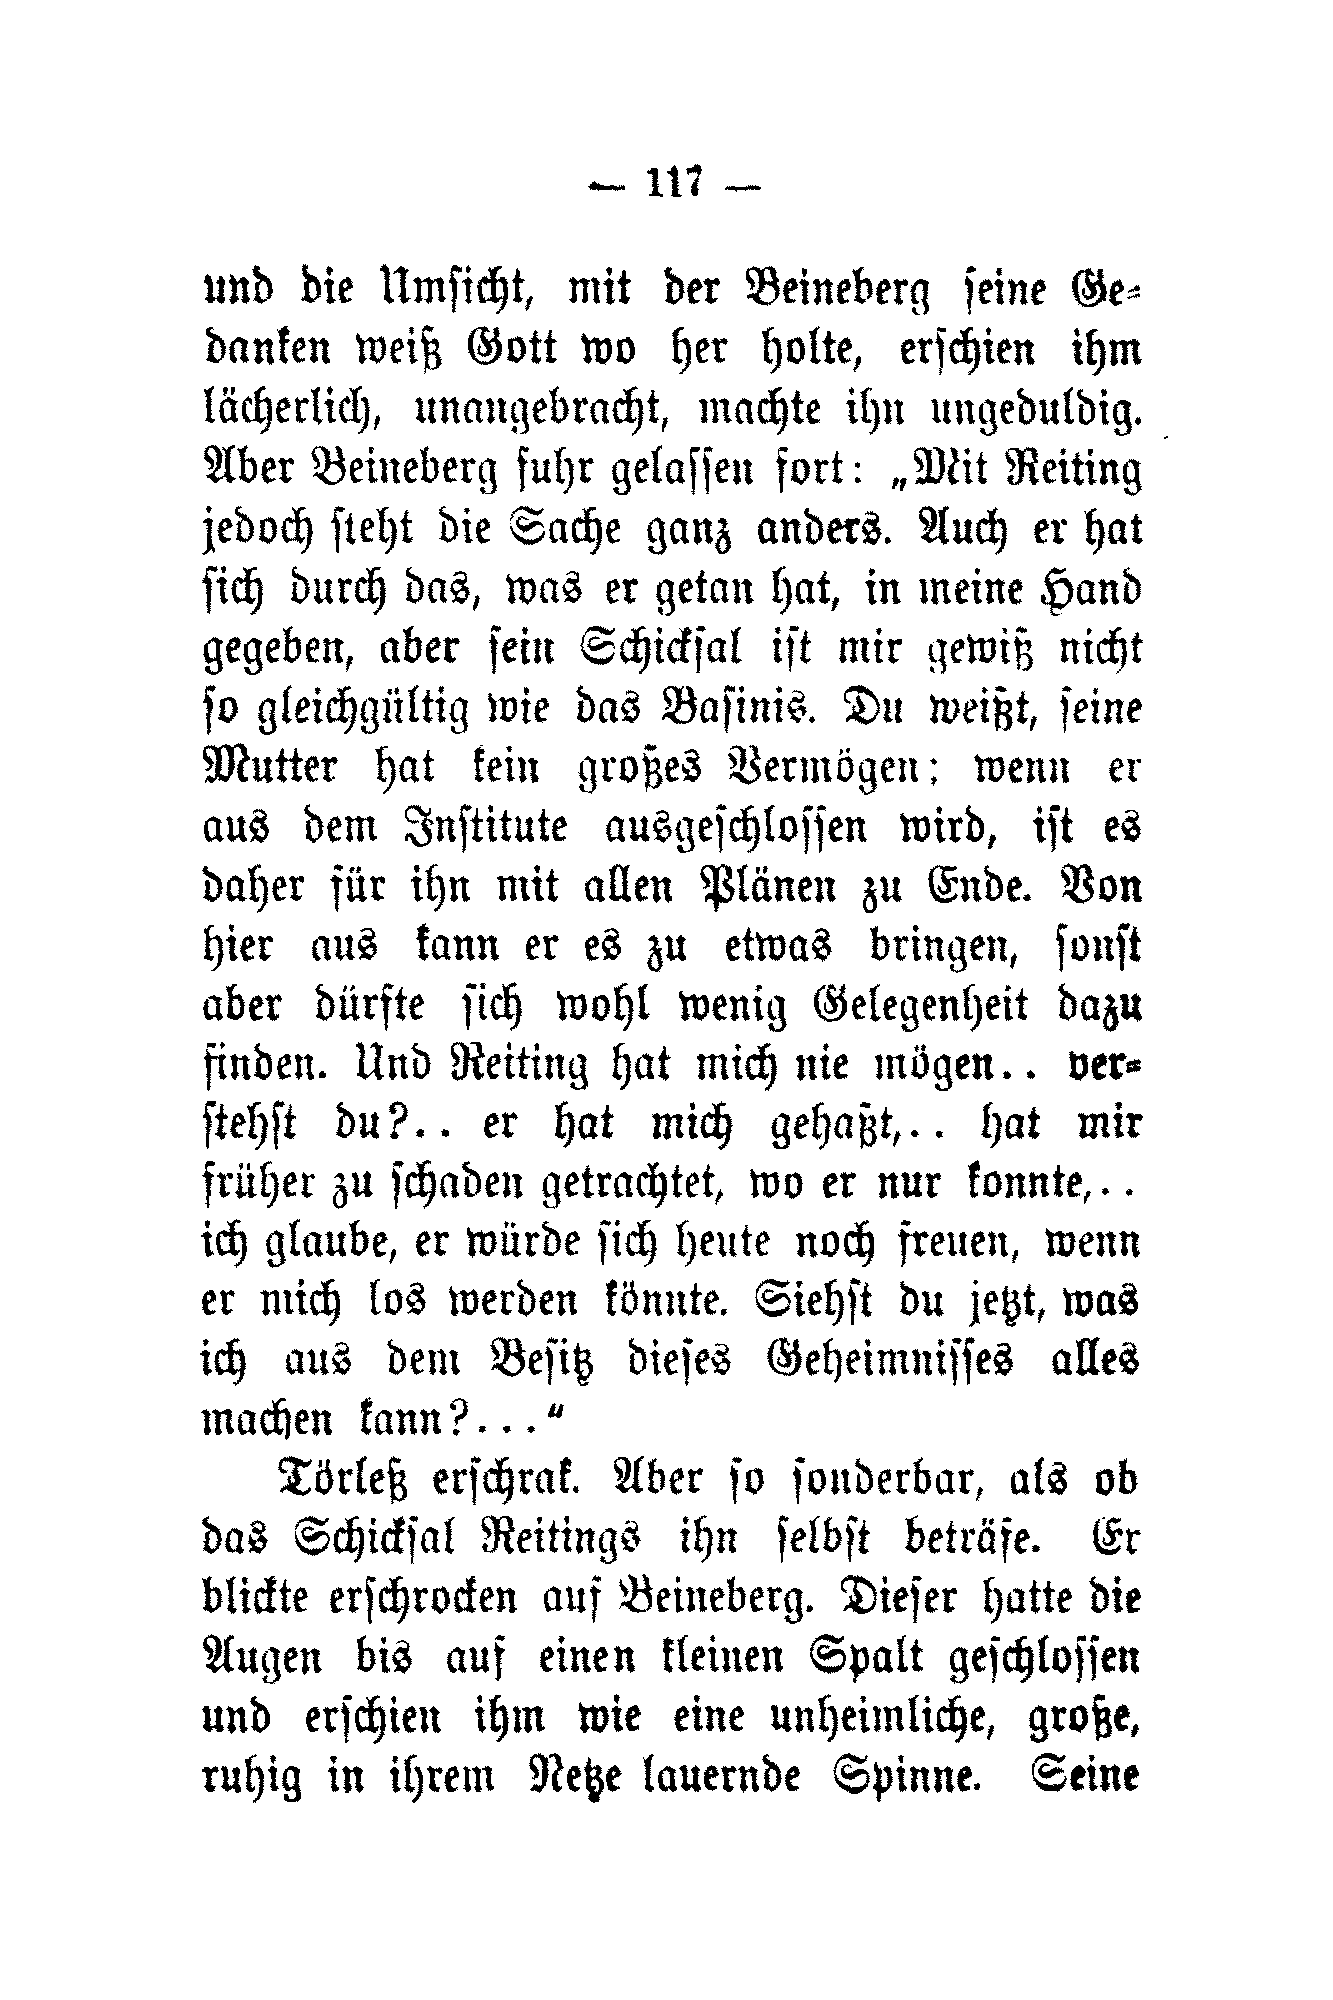 — 117 —
und die Umsicht, mit der Beineberg seine Ge-
danken weiß Gott wo her holte, erschien ihm
lächerlich, unangebracht, machte ihn ungeduldig.
Aber Beineberg fuhr gelassen fort: „Mit Reiting
jedoch steht die Sache ganz anders. Auch er hat
sich durch das, was er getan hat, in meine Hand
gegeben, aber sein Schicksal ist mir gewiß nicht
so gleichgültig wie das Basinis. Du weißt, seine
Mutter hat kein großes Vermögen; wenn er
aus dem Institute ausgeschlossen wird, ist es
daher für ihn mit allen Plänen zu Ende. Von
hier aus kann er es zu etwas bringen, sonst
aber dürfte sich wohl wenig Gelegenheit dazu
finden. Und Reiting hat mich nie mögen.. ver-
stehst du?.. er hat mich gehaßt,.. hat mir
früher zu schaden getrachtet, wo er nur konnte,..
ich glaube, er würde sich heute noch freuen, wenn
er mich los werden könnte. Siehst du jetzt, was
ich aus dem Besitz dieses Geheimnisses alles
machen kann?..."
Törleß erschrak. Aber so sonderbar, als ob
das Schicksal Reitings ihn selbst beträfe. Er
blickte erschrocken auf Beineberg. Dieser hatte die
Augen bis auf einen kleinen Spalt geschlossen
und erschien ihm wie eine unheimliche, große,
ruhig in ihrem Netze lauernde Spinne. Seine